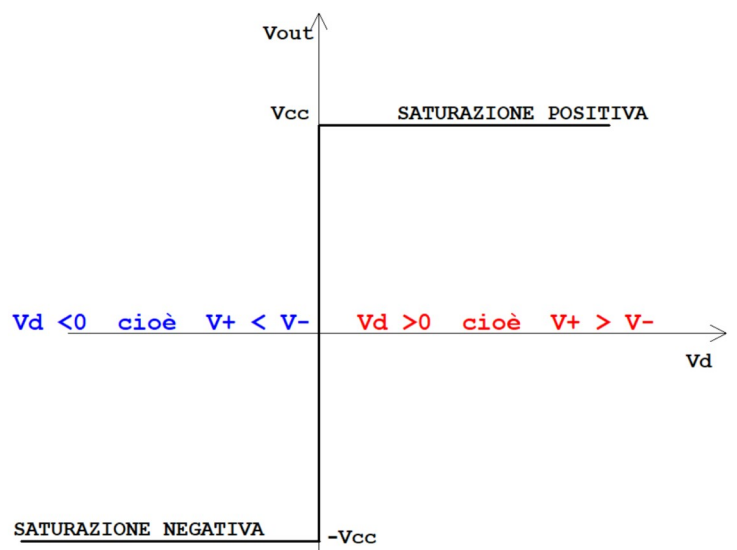 Vout
Vcc
SATURAZIONE POSITIVA
Vd <0 cioè V+ < V-
Vd >0 cioè V+ > V-
Vd
SATURAZIONE NEGATIVA
-Vcc